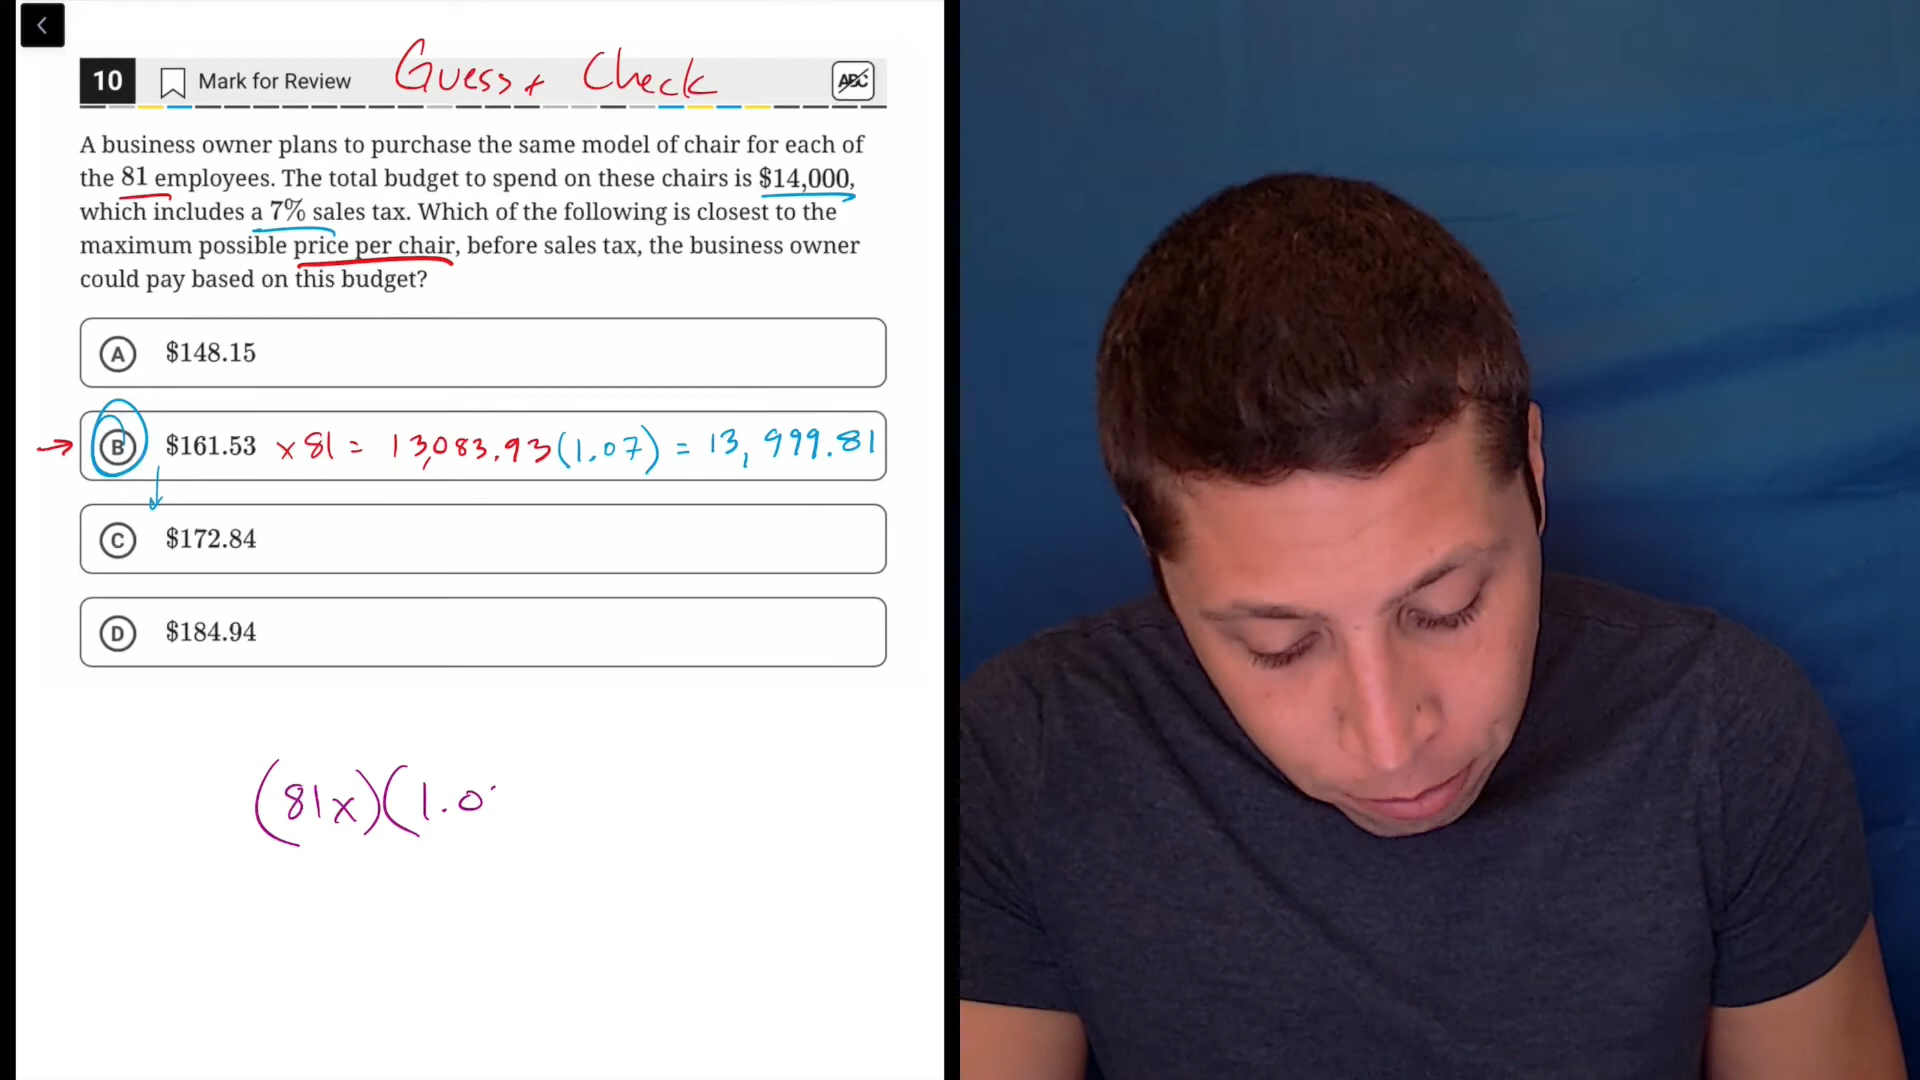 10 Mark for Review Guess + Check ABC
A business owner plans to purchase the same model of chair for each of
the 81 employees. The total budget to spend on these chairs is $14,000,
which includes a 7% sales tax. Which of the following is closest to the
maximum possible price per chair, before sales tax, the business owner
could pay based on this budget?
A $148.15
B $161.53 x 81 = 13,083.93(1.07) = 13,999.81
C $172.84
D $184.94
(81x)(1.0